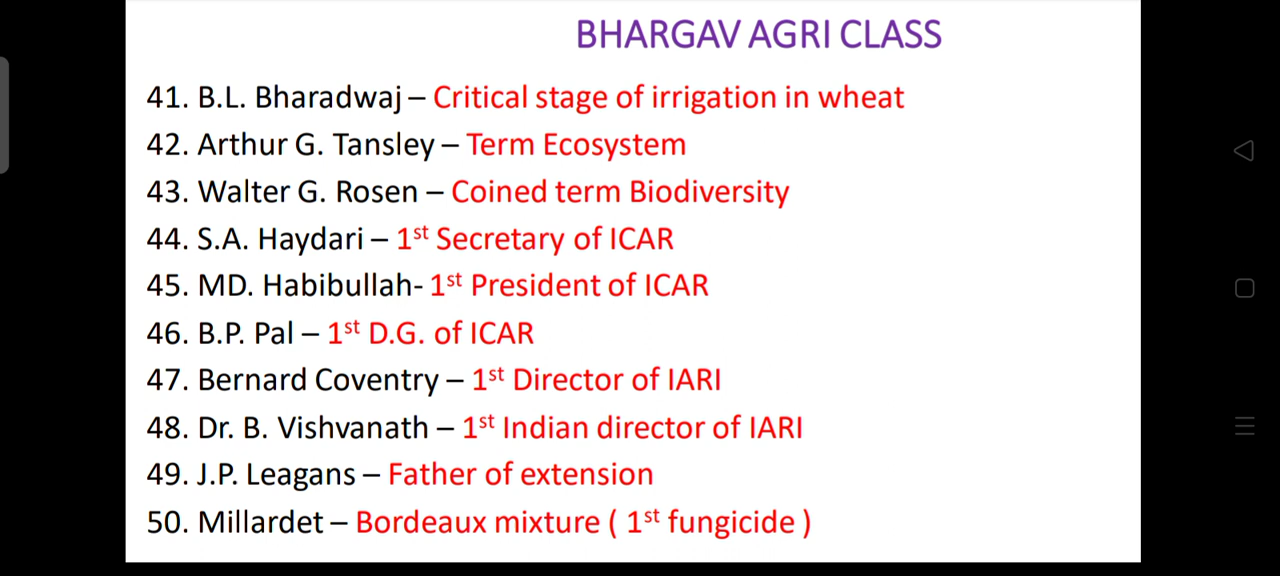 BHARGAV AGRI CLASS
41. B.L. Bharadwaj – Critical stage of irrigation in wheat
42. Arthur G. Tansley – Term Ecosystem
43. Walter G. Rosen – Coined term Biodiversity
44. S.A. Haydari – 1st Secretary of ICAR
45. MD. Habibullah- 1st President of ICAR
46. B.P. Pal – 1st D.G. of ICAR
47. Bernard Coventry – 1st Director of IARI
48. Dr. B. Vishvanath – 1st Indian director of IARI
49. J.P. Leagans – Father of extension
50. Millardet – Bordeaux mixture ( 1st fungicide )